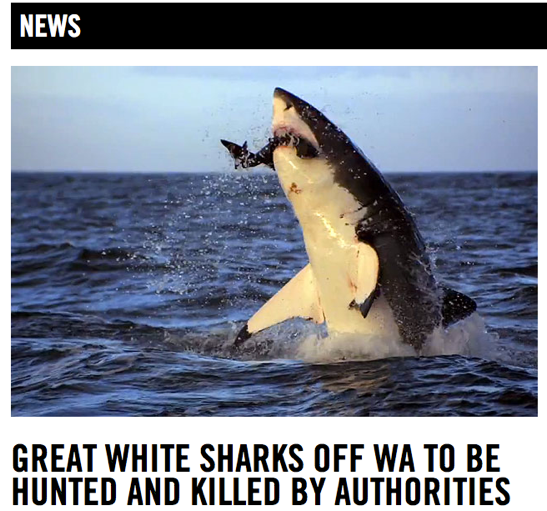 NEWS
GREAT WHITE SHARKS OFF WA TO BE
HUNTED AND KILLED BY AUTHORITIES